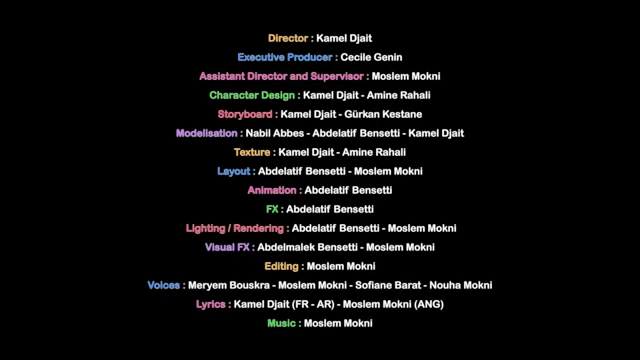 Director : Kamel Djait
Executive Producer : Cecile Genin
Assistant Director and Supervisor : Moslem Mokni
Character Design : Kamel Djait - Amine Rahali
Storyboard : Kamel Djait - Gürkan Kestane
Modelisation : Nabil Abbes - Abdelatif Bensetti - Kamel Djait
Texture : Kamel Djait - Amine Rahali
Layout : Abdelatif Bensetti - Moslem Mokni
Animation : Abdelatif Bensetti
FX : Abdelatif Bensetti
Lighting / Rendering : Abdelatif Bensetti - Moslem Mokni
Visual FX : Abdelmalek Bensetti - Moslem Mokni
Editing : Moslem Mokni
Voices : Meryem Bouskra - Moslem Mokni - Sofiane Barat - Nouha Mokni
Lyrics : Kamel Djait (FR - AR) - Moslem Mokni (ANG)
Music : Moslem Mokni